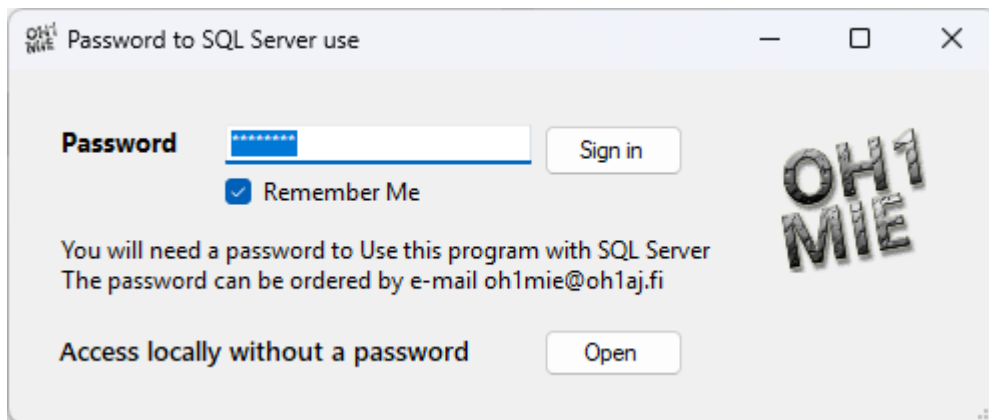 OH1
MIE
Password to SQL Server use
Password
********
Sign in
Remember Me
OH1
MIE
You will need a password to Use this program with SQL Server
The password can be ordered by e-mail oh1mie@oh1aj.fi
Access locally without a password
Open